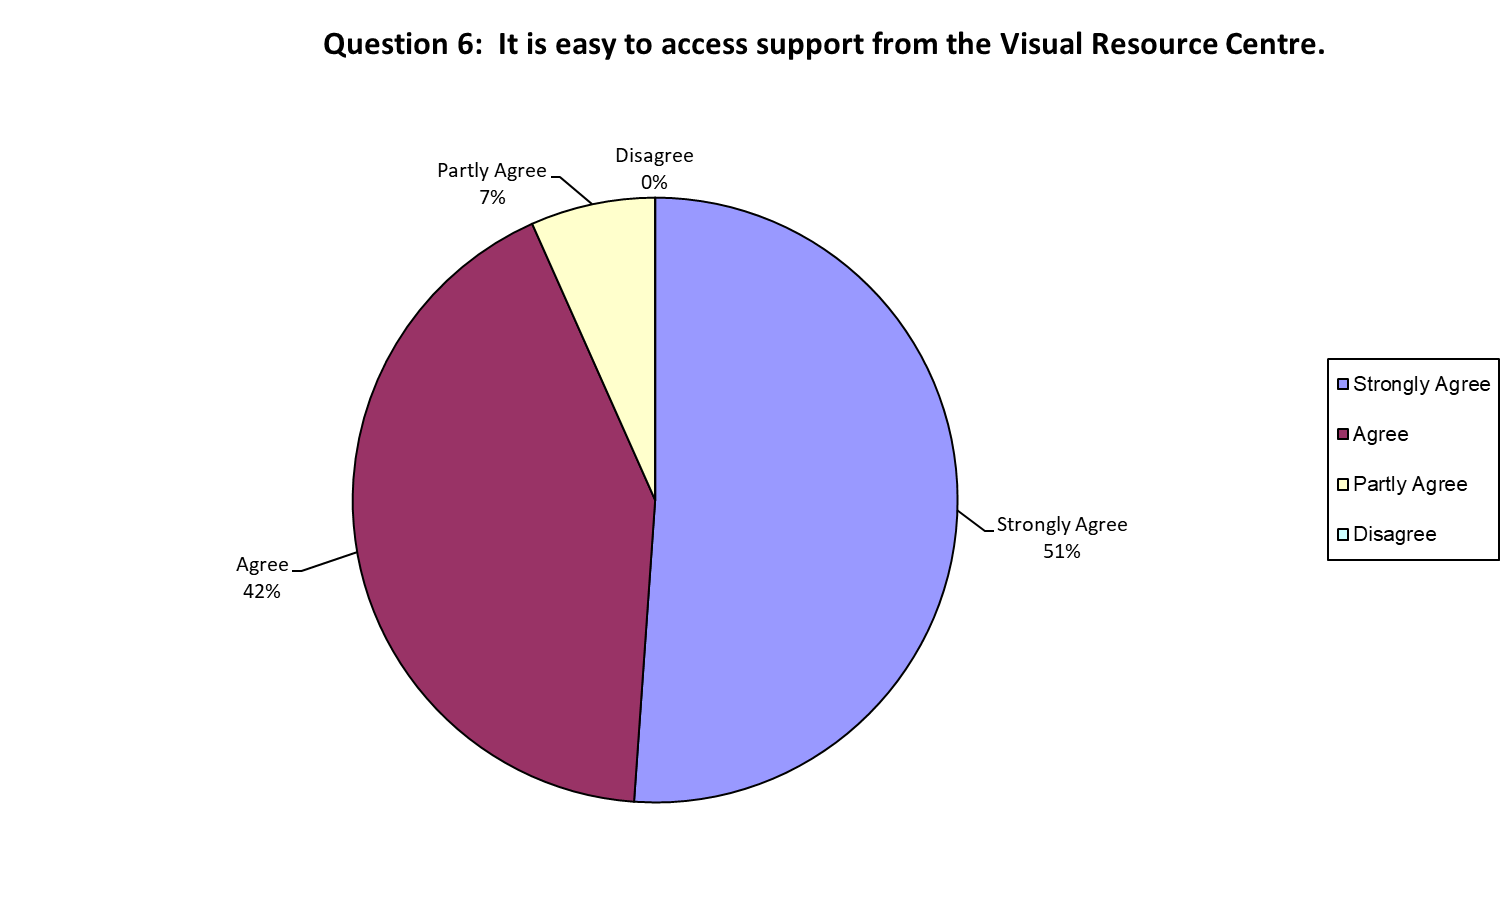 Question 6:  It is easy to access support from the Visual Resource Centre.
Disagree
0%
Partly Agree
7%
Strongly Agree
51%
Agree
42%
Strongly Agree
Agree
Partly Agree
Disagree